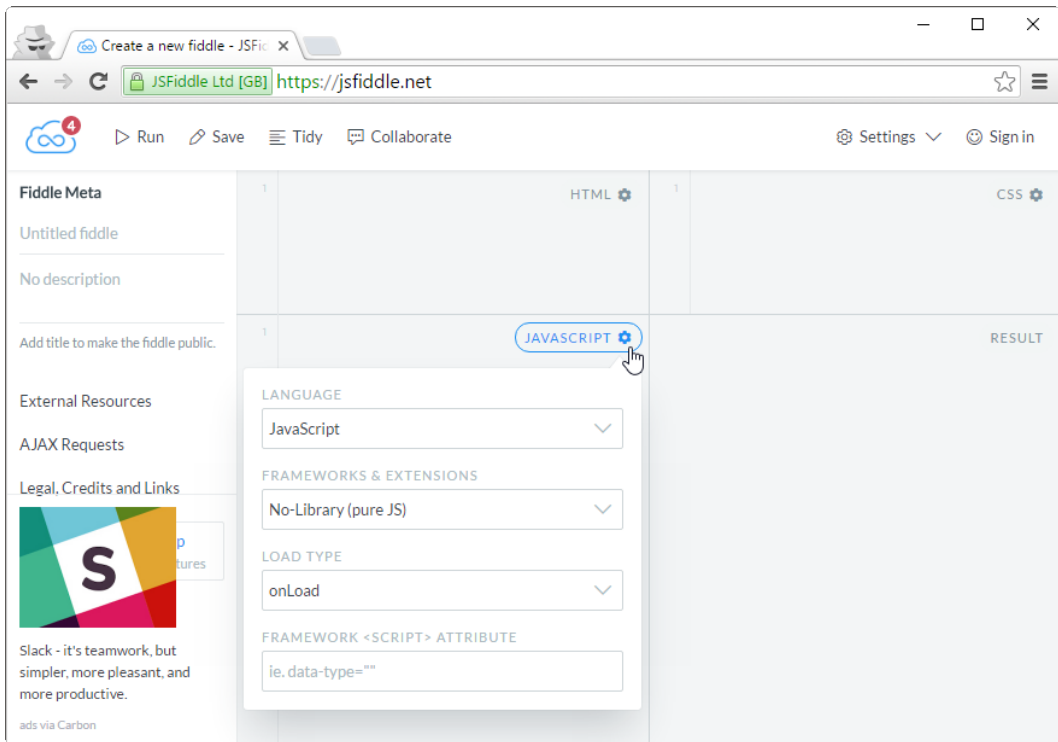 Create a new fiddle - JSFic
JSFiddle Ltd [GB] https://jsfiddle.net
4
Run Save Tidy Collaborate Settings Sign in
Fiddle Meta
Untitled fiddle
No description
Add title to make the fiddle public.
External Resources
AJAX Requests
Legal, Credits and Links
p
tures
S
Slack - it's teamwork, but
simpler, more pleasant, and
more productive.
ads via Carbon
1
HTML
1
CSS
1
JAVASCRIPT
LANGUAGE
JavaScript
FRAMEWORKS & EXTENSIONS
No-Library (pure JS)
LOAD TYPE
onLoad
FRAMEWORK <SCRIPT> ATTRIBUTE
ie. data-type=""
RESULT